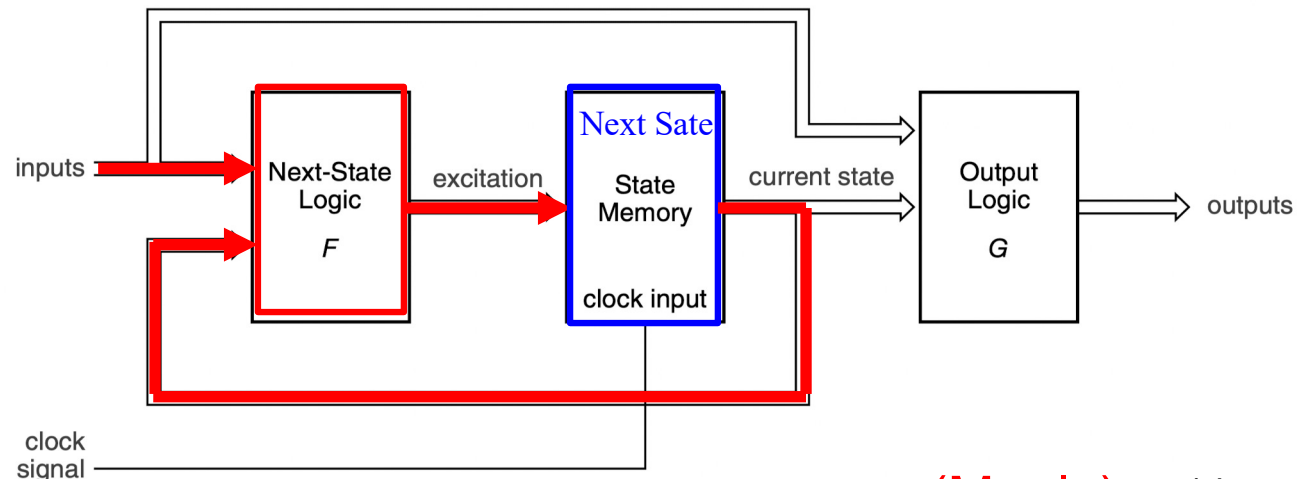 inputs
Next-State
Logic
F
excitation
Next Sate
State
Memory
clock input
current state
Output
Logic
G
outputs
clock
signal